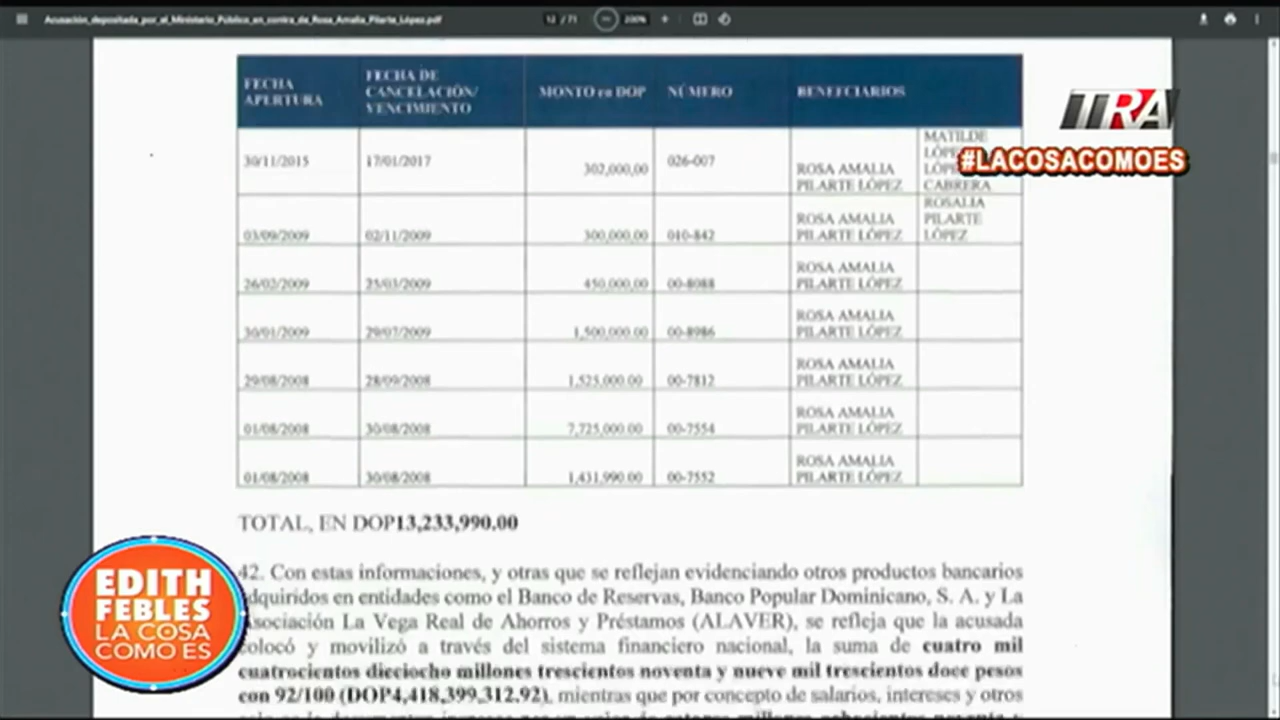 Acusación_depositada_por_el_Ministerio_Público_en_contra_de_Rosa_Amalia_Pilarte_López.pdf
12 / 71
200%
FECHA APERTURA
FECHA DE CANCELACIÓN/ VENCIMIENTO
MONTO en DOP
NÚMERO
BENEFCIARIOS
TRA
#LACOSACOMOES
30/11/2015 17/01/2017 302,000,00 026-007 ROSA AMALIA PILARTE LÓPEZ MATILDE CABRERA
03/09/2009 02/11/2009 300,000.00 010-842 ROSA AMALIA PILARTE LÓPEZ ROSALIA PILARTE LÓPEZ
26/02/2009 25/03/2009 450,000,00 00-8088 ROSA AMALIA PILARTE LÓPEZ
30/01/2009 29/07/2009 1,500,000.00 00-8986 ROSA AMALIA PILARTE LÓPEZ
29/08/2008 28/09/2008 1,525,000.00 00-7812 ROSA AMALIA PILARTE LÓPEZ
01/08/2008 30/08/2008 7,725,000.00 00-7554 ROSA AMALIA PILARTE LÓPEZ
01/08/2008 30/08/2008 1,431,990.00 00-7552 ROSA AMALIA PILARTE LÓPEZ
TOTAL, EN DOP13,233,990.00
42. Con estas informaciones, y otras que se reflejan evidenciando otros productos bancarios
adquiridos en entidades como el Banco de Reservas, Banco Popular Dominicano, S. A. y La
Asociación La Vega Real de Ahorros y Préstamos (ALAVER), se refleja que la acusada
colocó y movilizó a través del sistema financiero nacional, la suma de cuatro mil
cuatrocientos dieciocho millones trescientos noventa y nueve mil trescientos doce pesos
con 92/100 (DOP4,418,399,312.92), mientras que por concepto de salarios, intereses y otros
EDITH
FEBLES
LA COSA
COMO ES